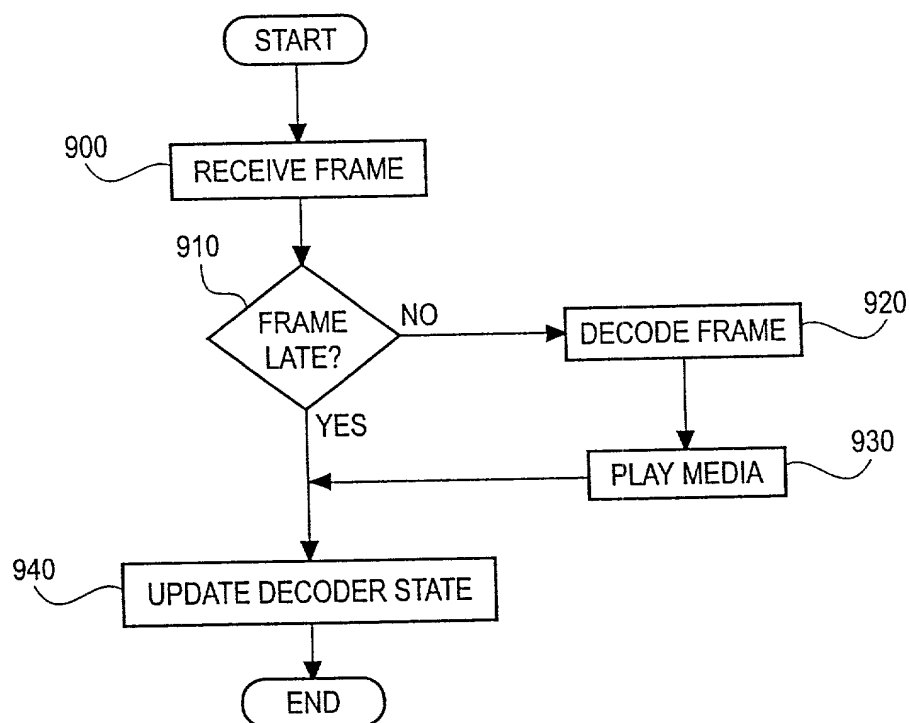 START
900
RECEIVE FRAME
910
FRAME
LATE?
NO
920
DECODE FRAME
YES
930
PLAY MEDIA
940
UPDATE DECODER STATE
END